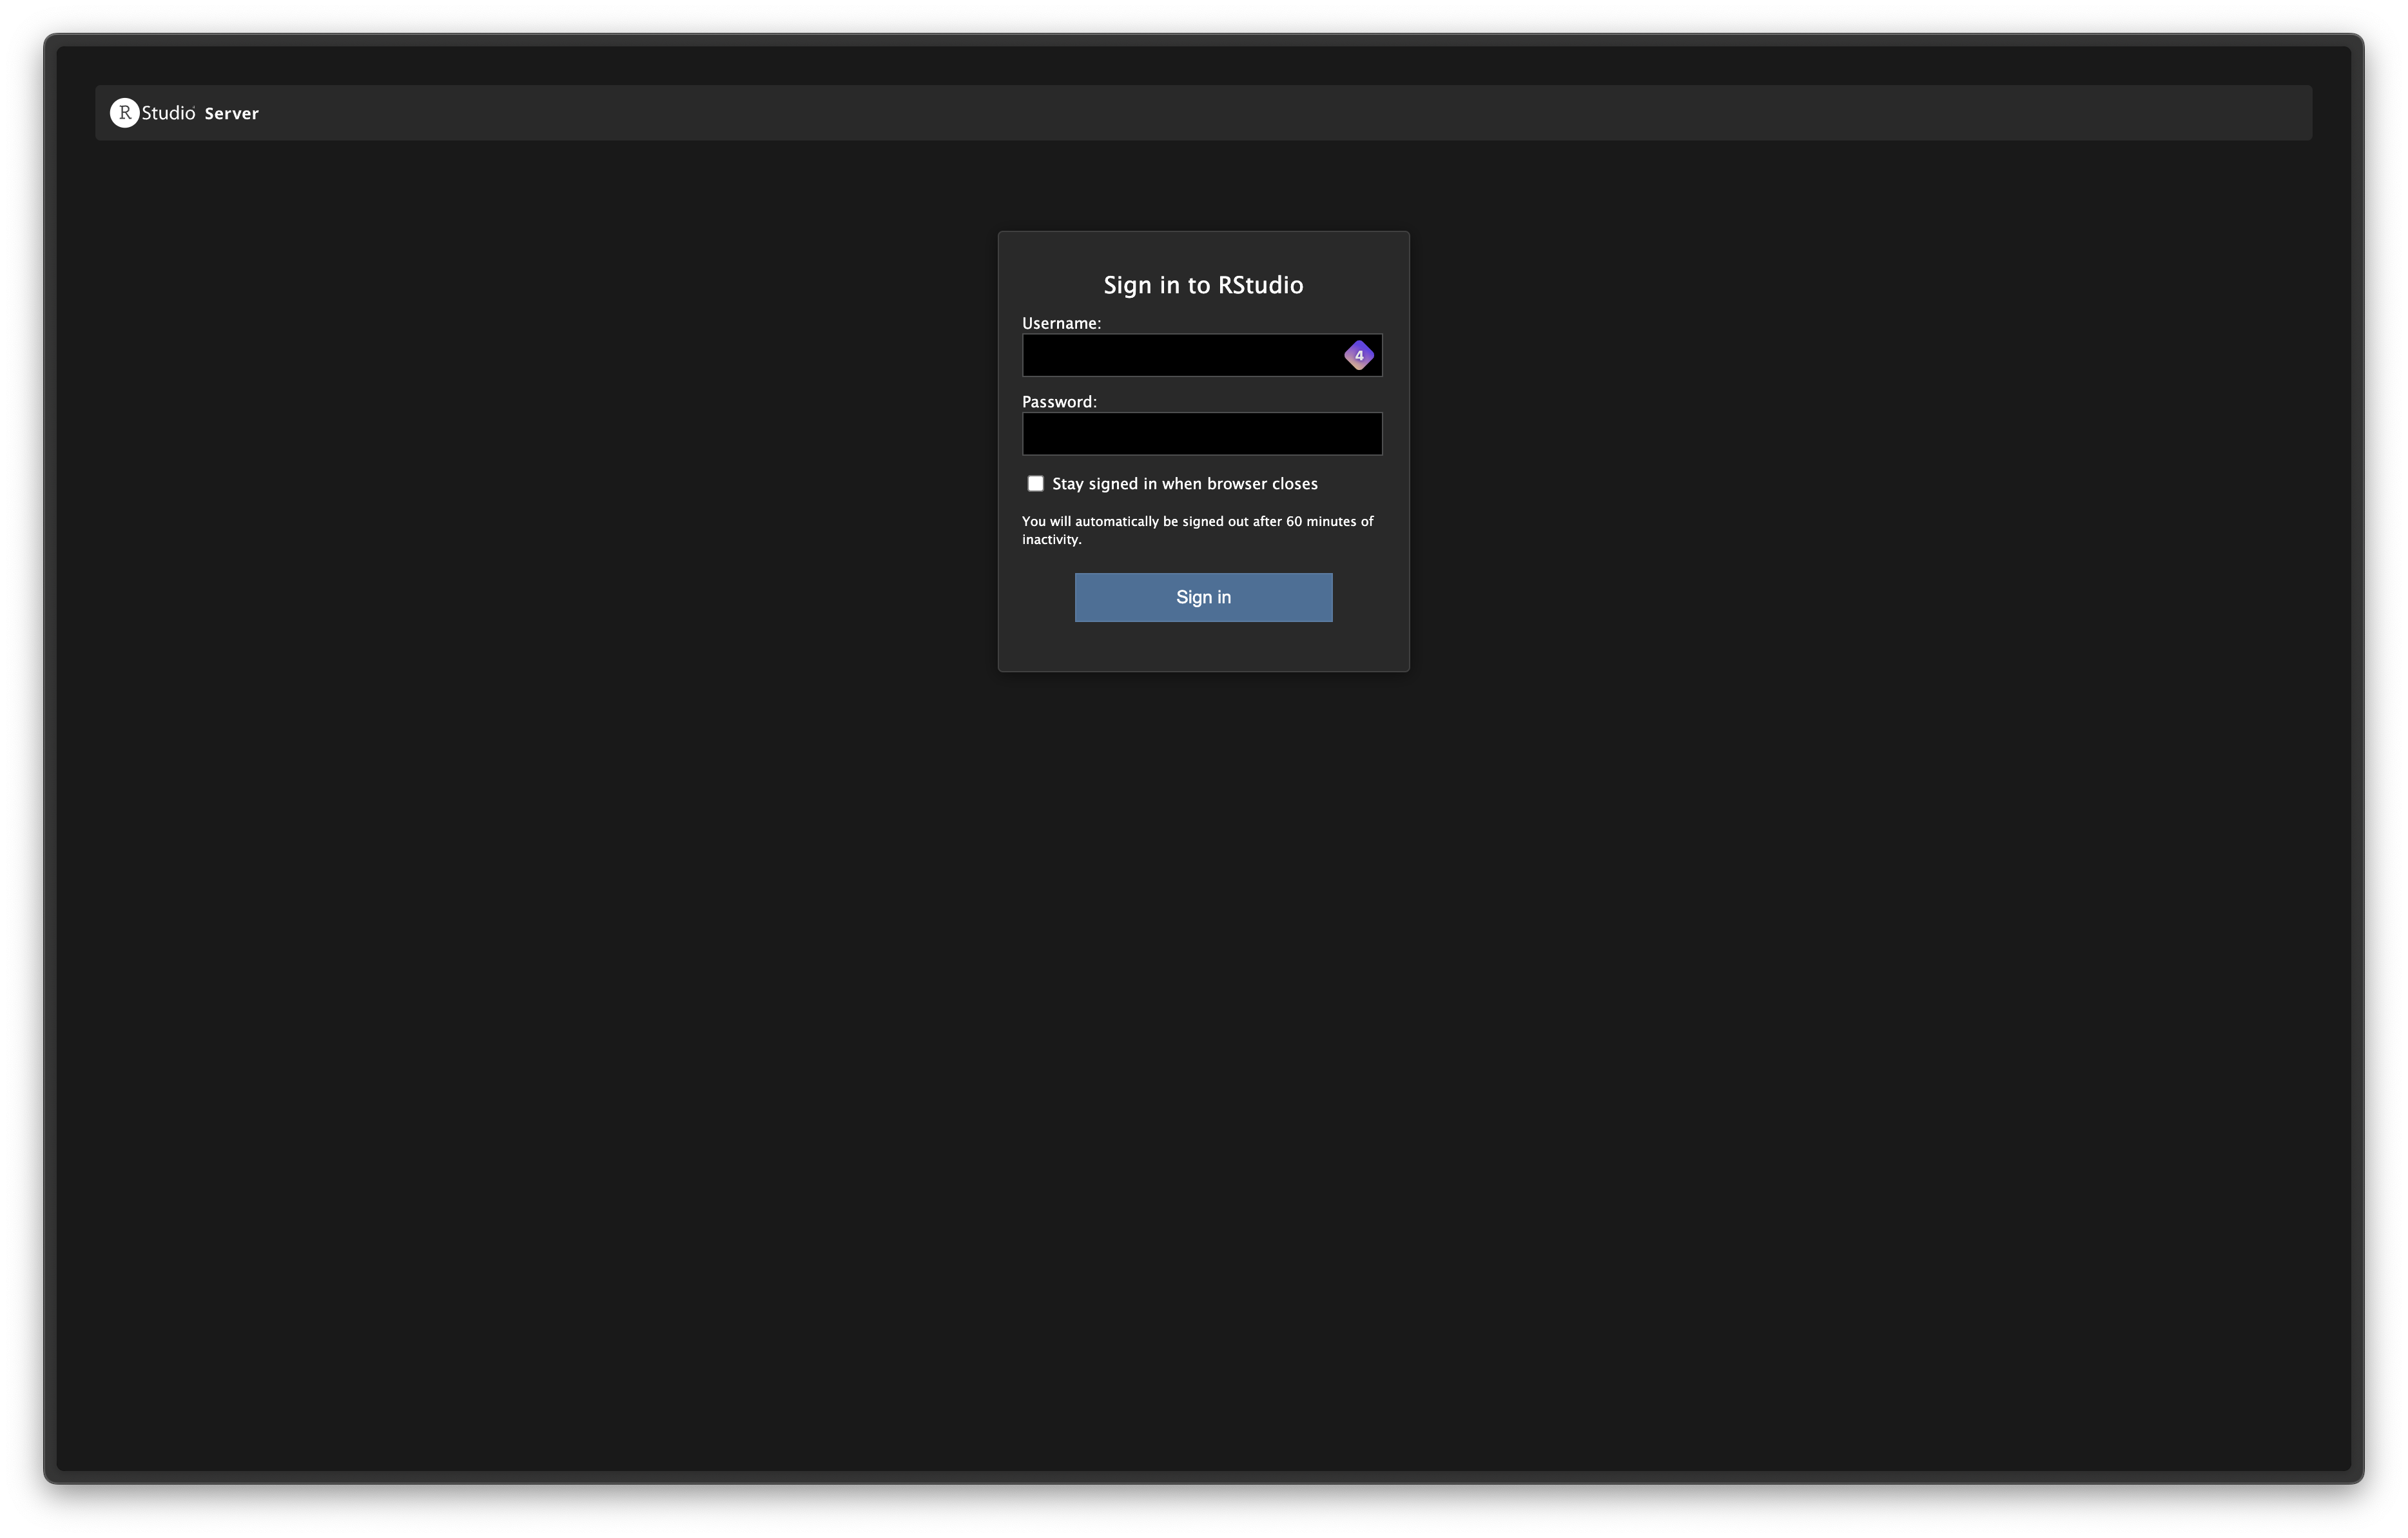 RStudio Server
Sign in to RStudio
Username:
4
Password:
Stay signed in when browser closes
You will automatically be signed out after 60 minutes of
inactivity.
Sign in